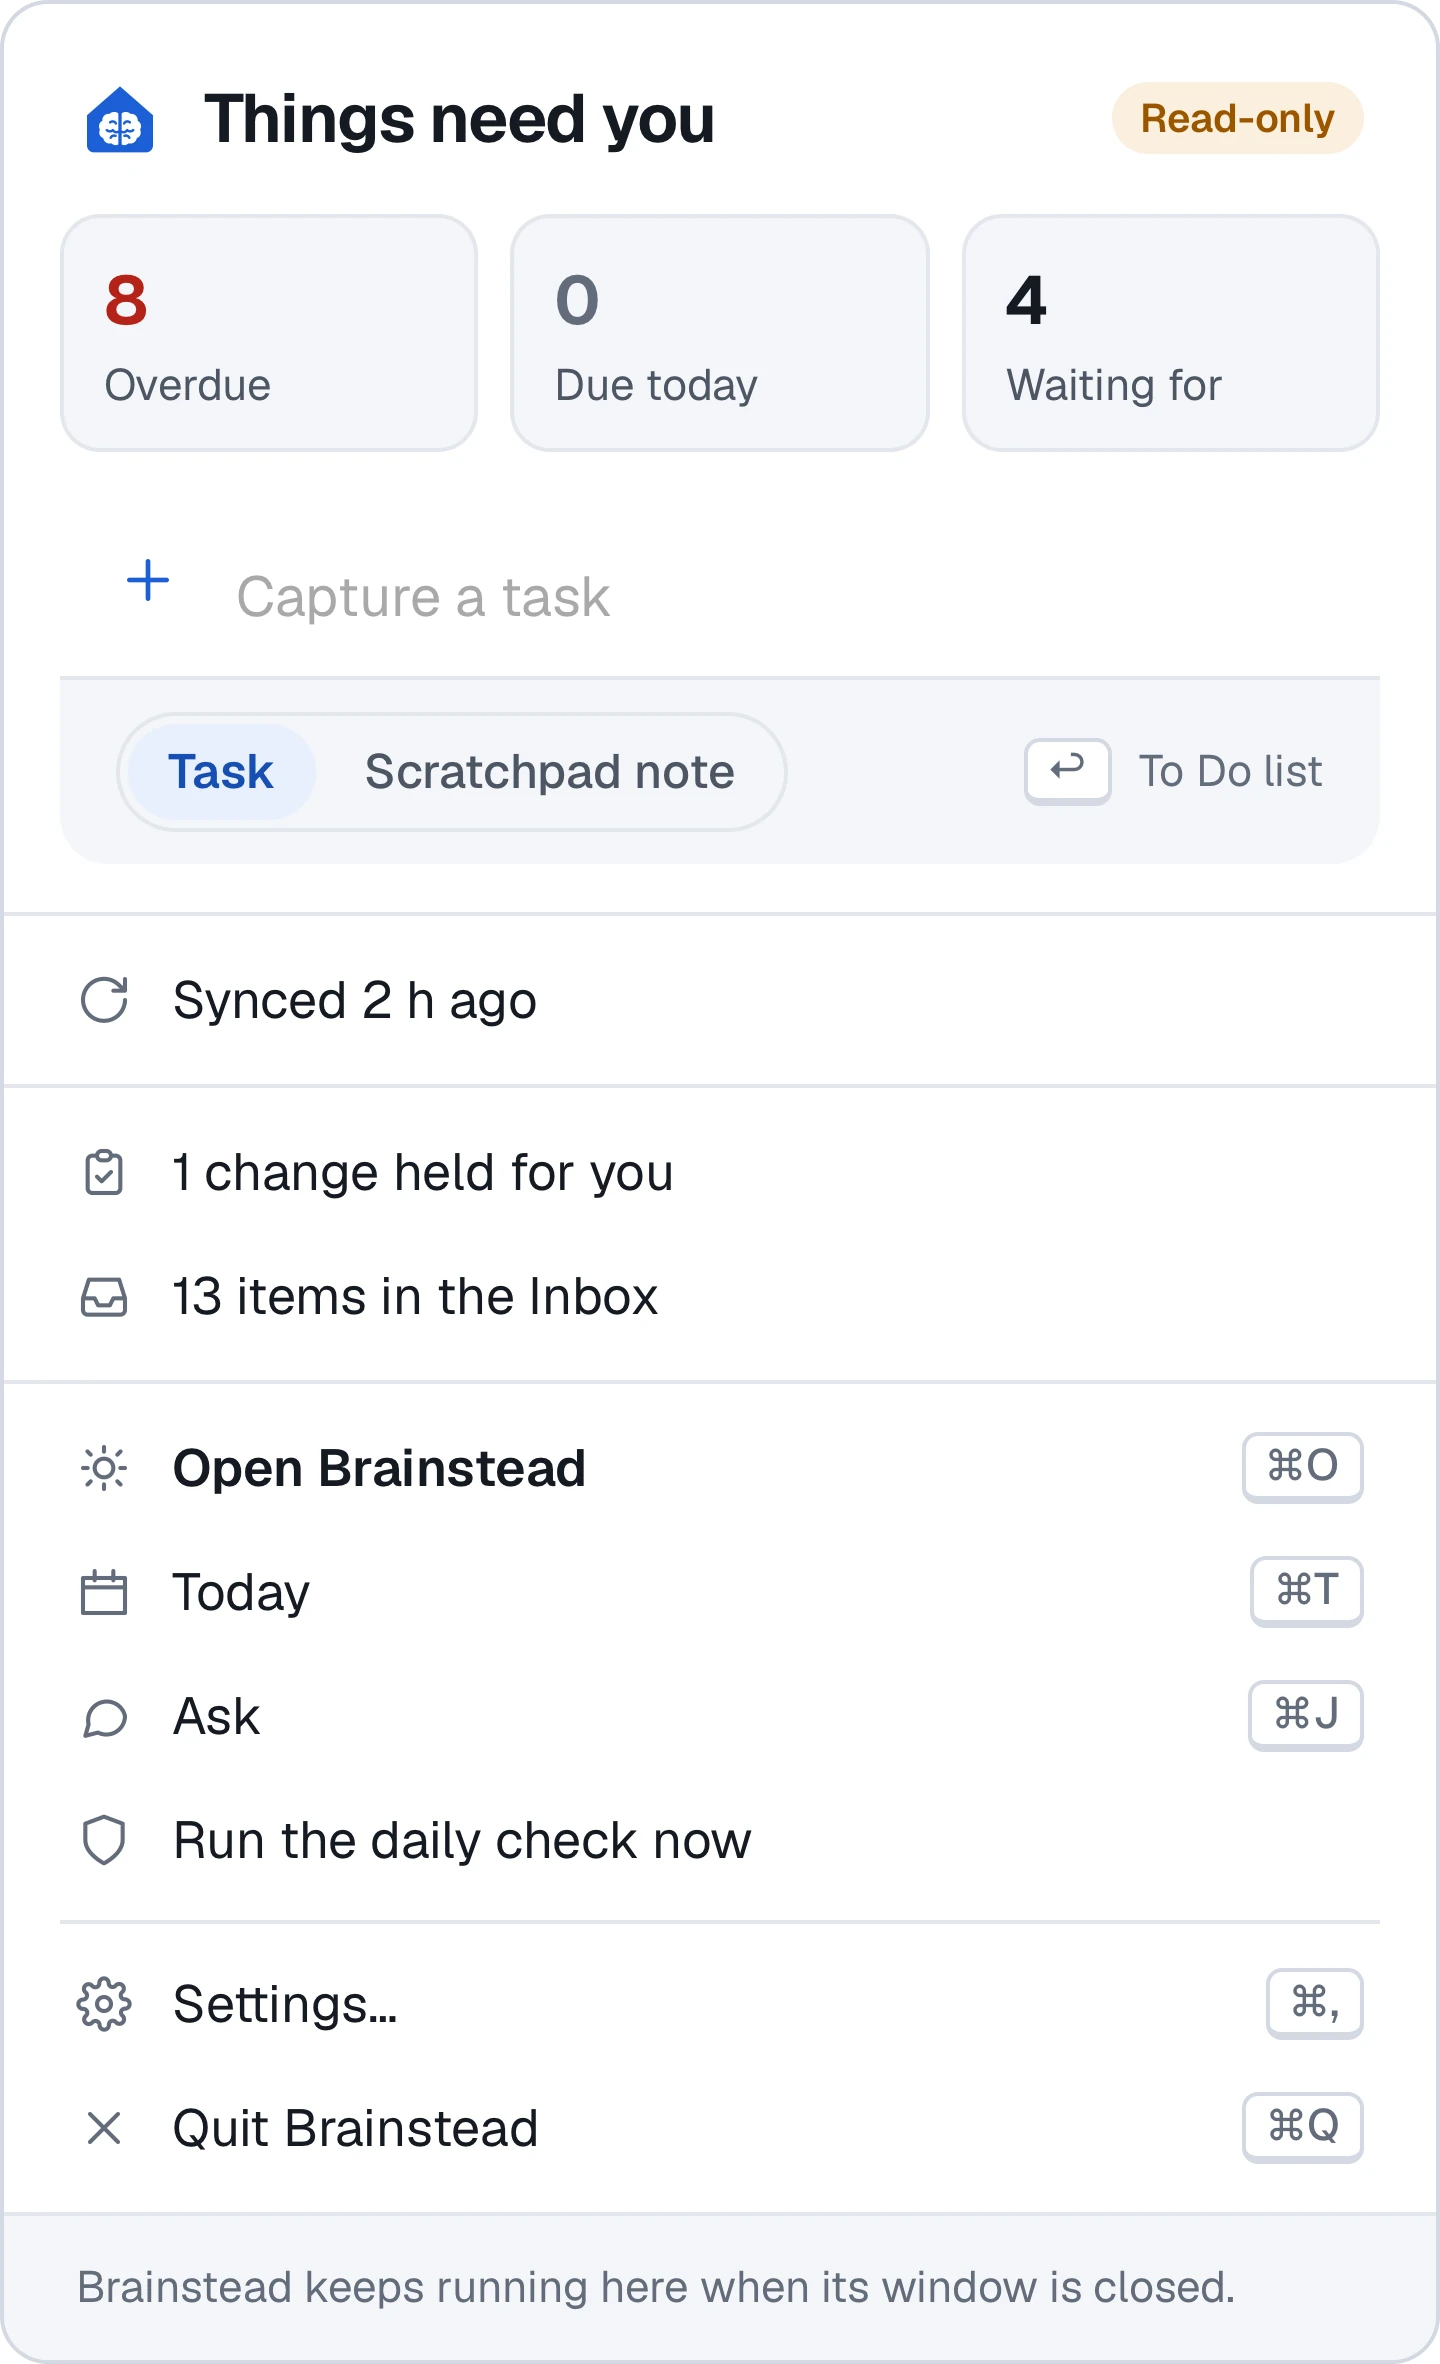 Things need you
Read-only
8
Overdue
0
Due today
4
Waiting for
Capture a task
Task
Scratchpad note
To Do list
Synced 2 h ago
1 change held for you
13 items in the Inbox
Open Brainstead
⌘O
Today
⌘T
Ask
⌘J
Run the daily check now
Settings...
⌘,
Quit Brainstead
⌘Q
Brainstead keeps running here when its window is closed.